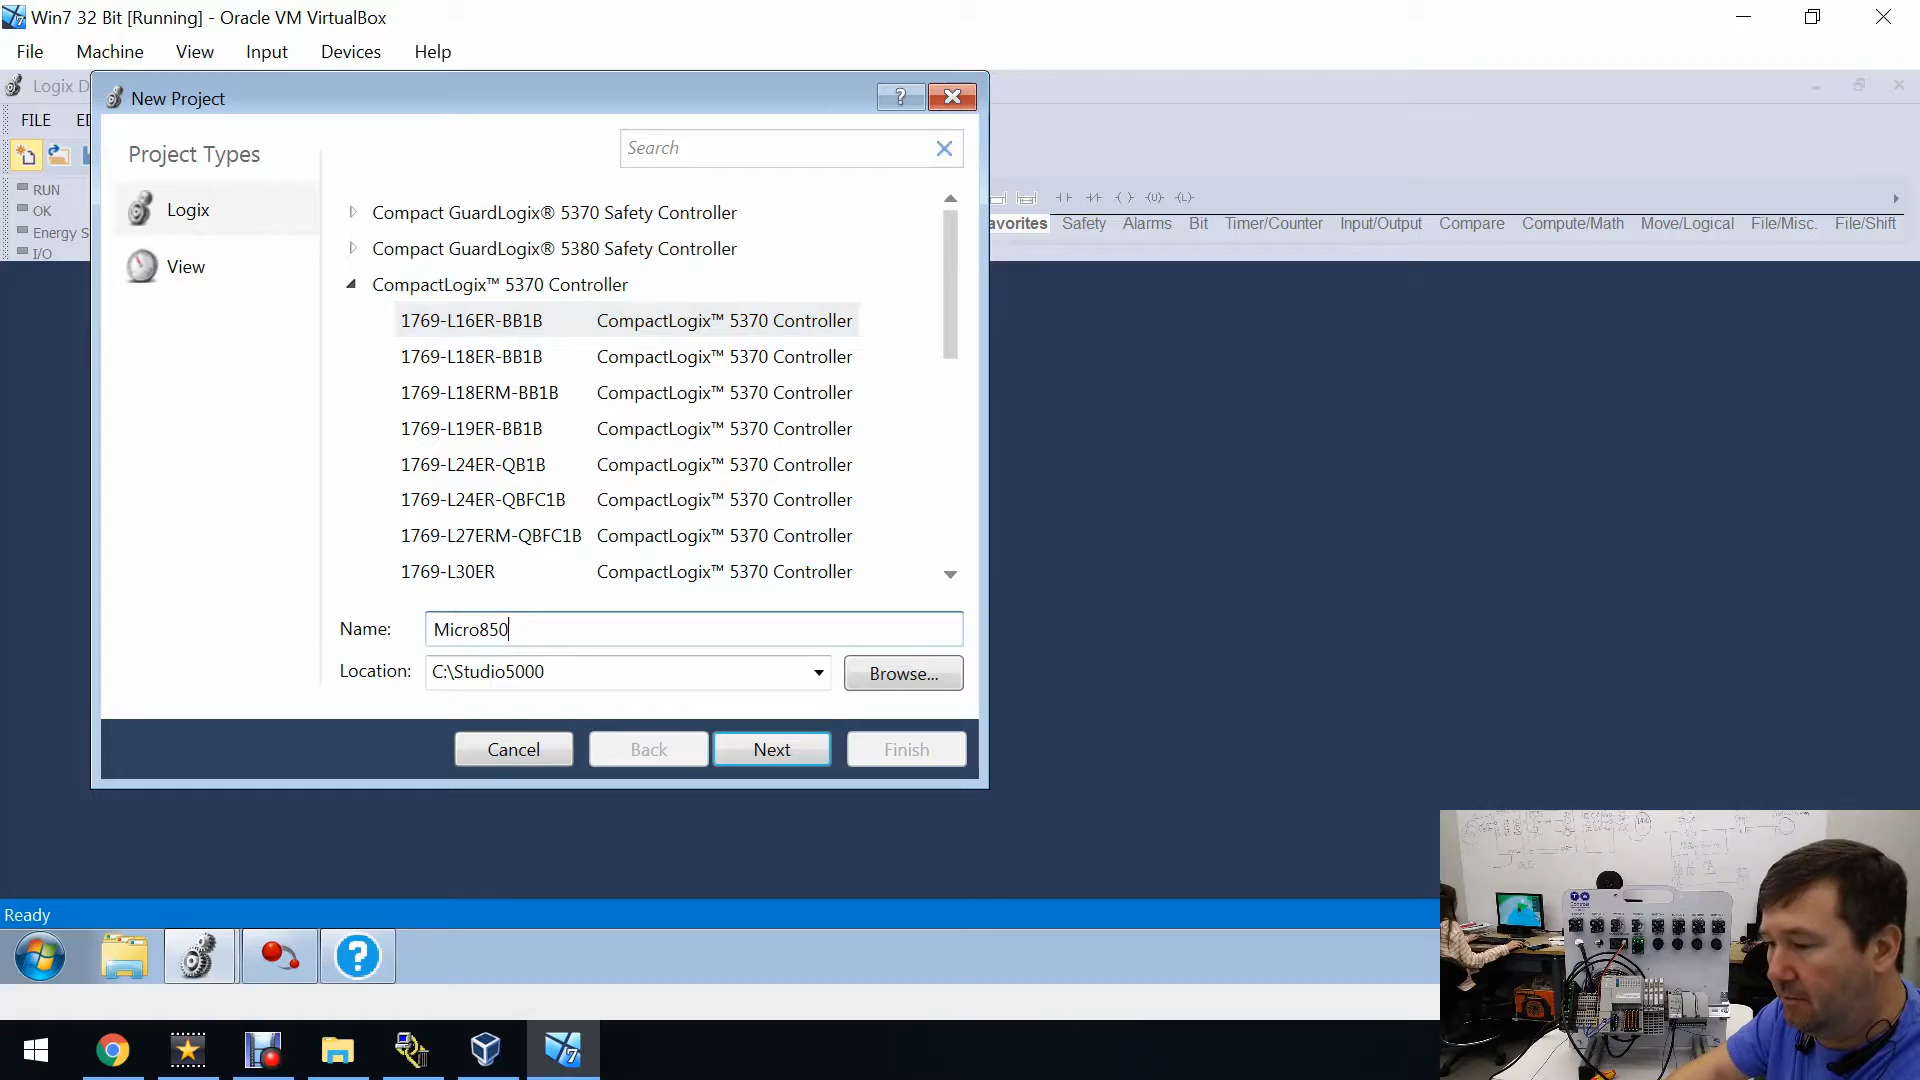 Win7 32 Bit [Running] - Oracle VM VirtualBox
File Machine View Input Devices Help
Logix D
New Project
FILE ED
Project Types
Search
Logix
View
RUN
OK
Energy S
I/O
Compact GuardLogix® 5370 Safety Controller
Compact GuardLogix® 5380 Safety Controller
CompactLogix™ 5370 Controller
1769-L16ER-BB1B CompactLogix™ 5370 Controller
1769-L18ER-BB1B CompactLogix™ 5370 Controller
1769-L18ERM-BB1B CompactLogix™ 5370 Controller
1769-L19ER-BB1B CompactLogix™ 5370 Controller
1769-L24ER-QB1B CompactLogix™ 5370 Controller
1769-L24ER-QBFC1B CompactLogix™ 5370 Controller
1769-L27ERM-QBFC1B CompactLogix™ 5370 Controller
1769-L30ER CompactLogix™ 5370 Controller
avorites Safety Alarms Bit Timer/Counter Input/Output Compare Compute/Math Move/Logical File/Misc. File/Shift
Name: Micro850
Location: C:\Studio5000 Browse...
Cancel Back Next Finish
Ready